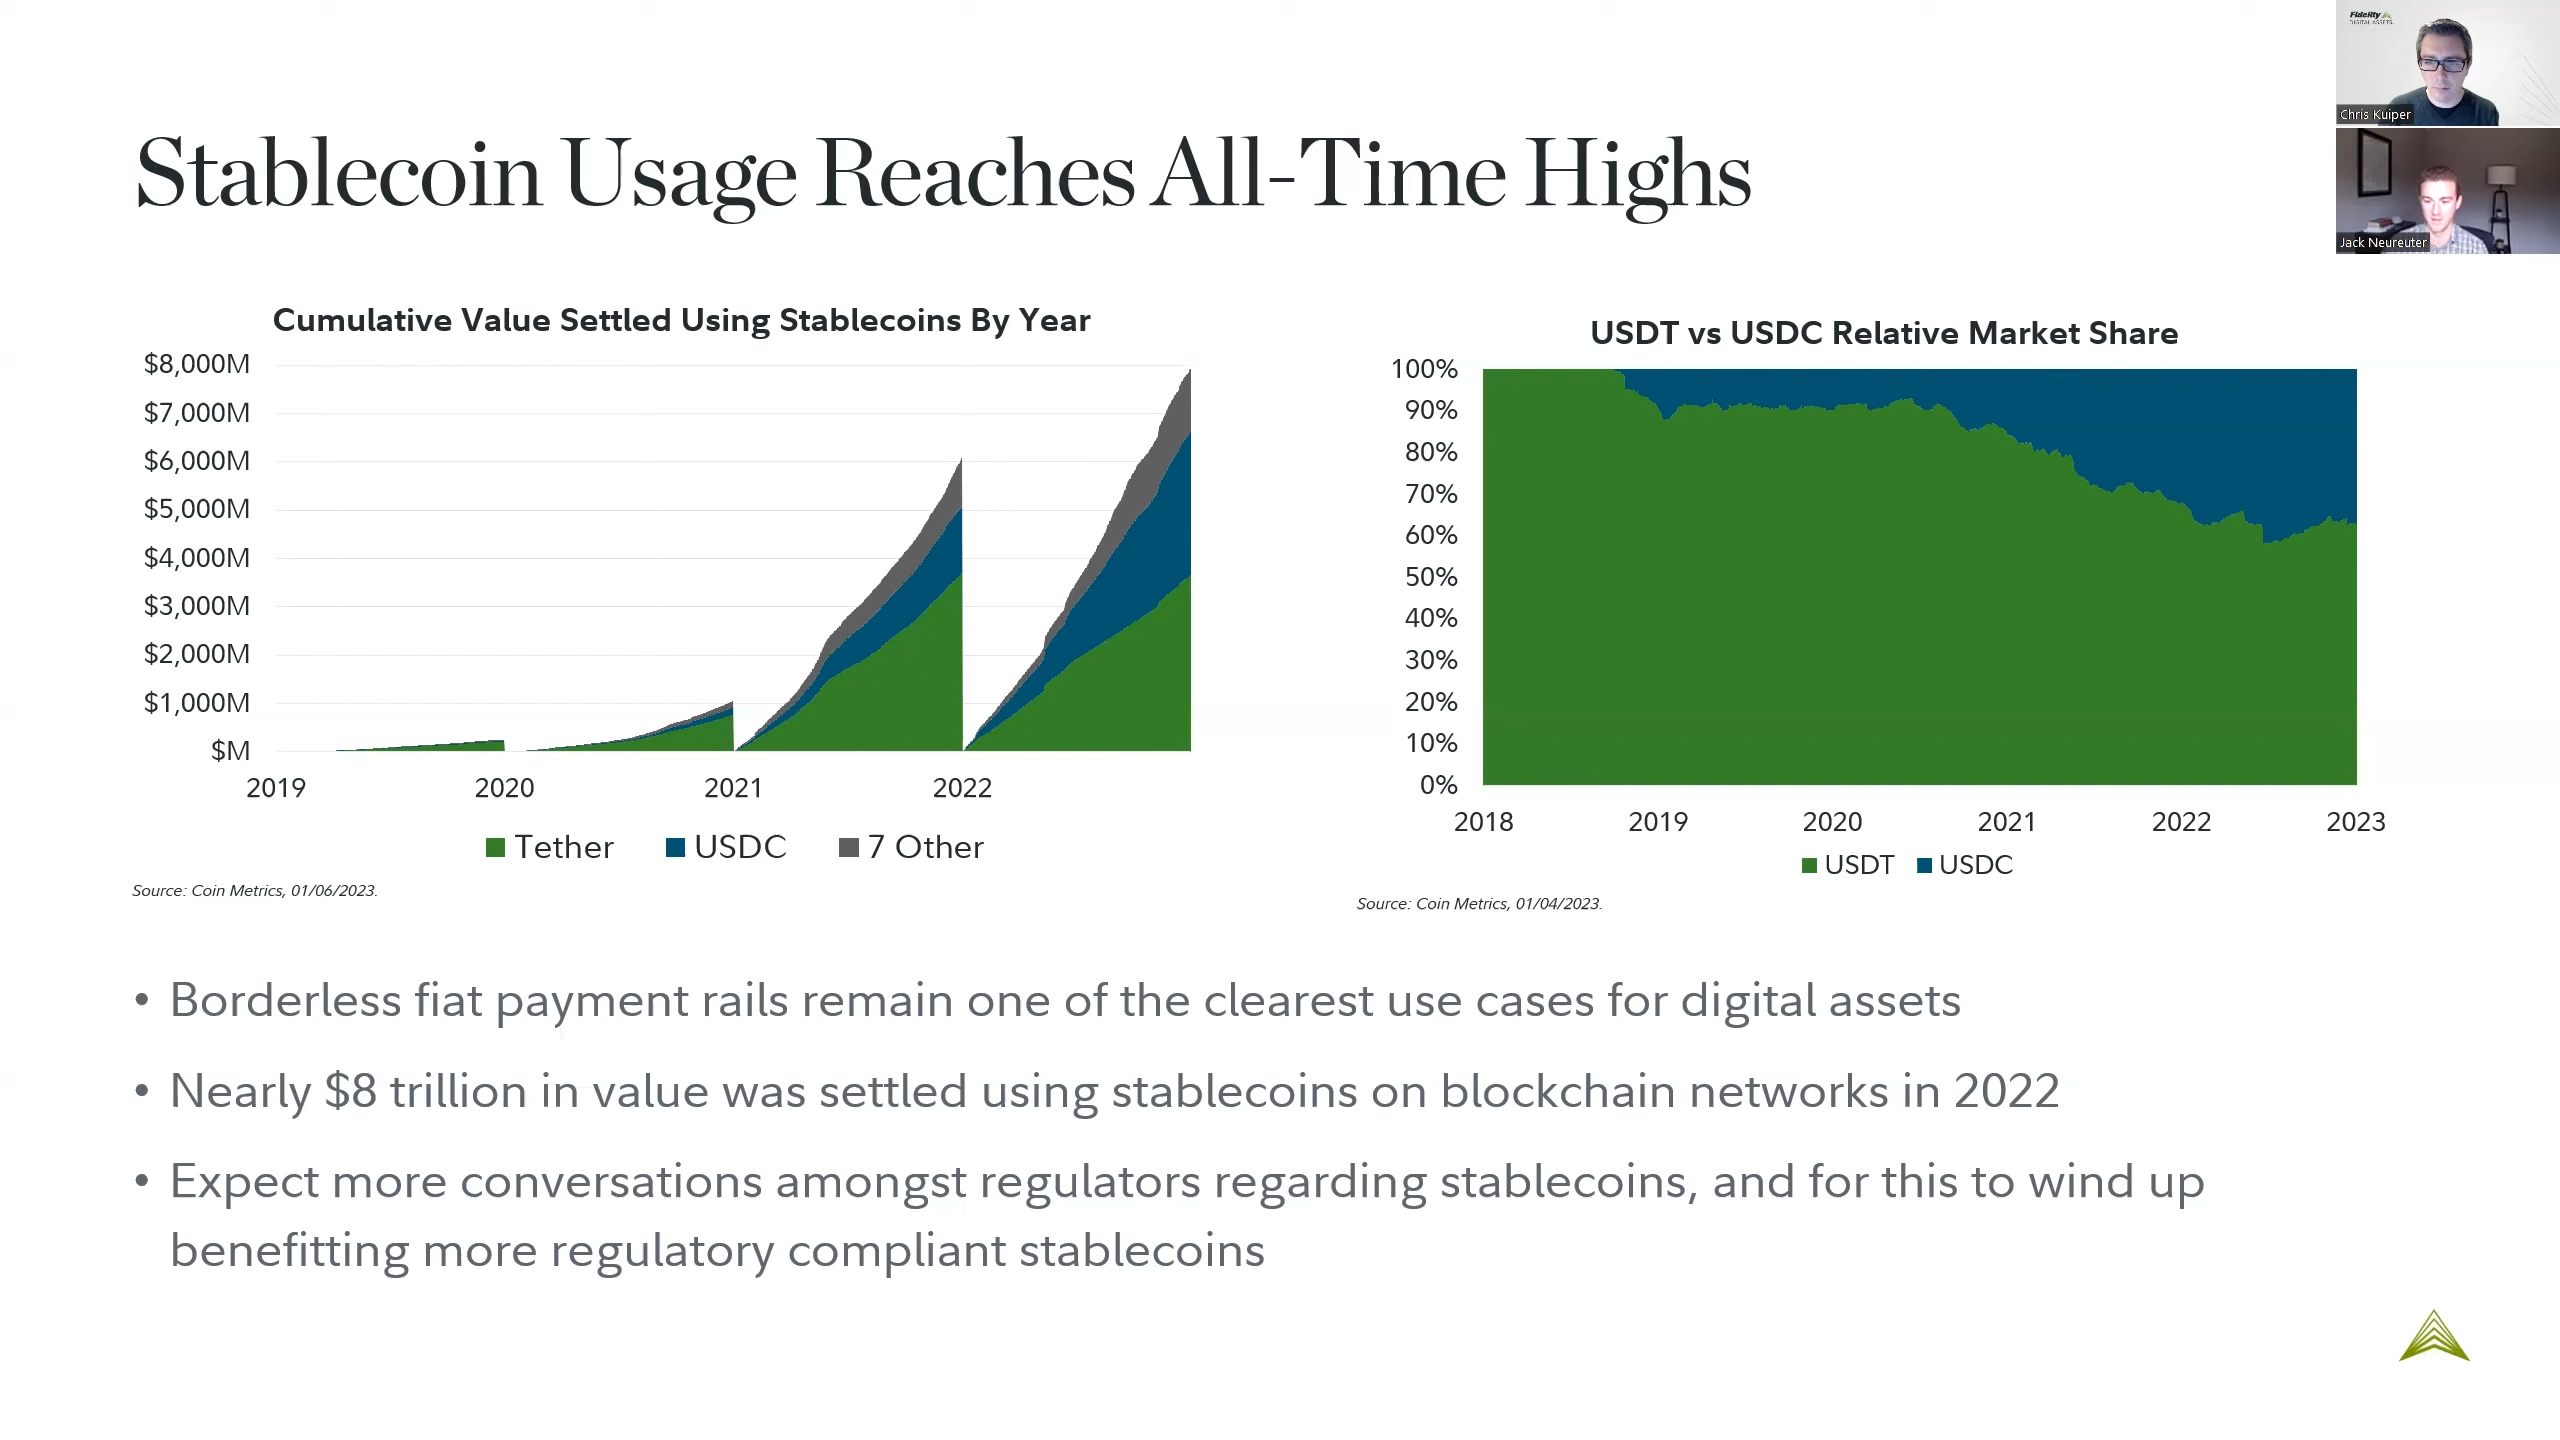 Fidelity
DIGITAL ASSETS
Chris Kuiper
Jack Neureuter
Stablecoin Usage Reaches All-Time Highs
Cumulative Value Settled Using Stablecoins By Year
$8,000M
$7,000M
$6,000M
$5,000M
$4,000M
$3,000M
$2,000M
$1,000M
$M
2019 2020 2021 2022
Tether USDC 7 Other
Source: Coin Metrics, 01/06/2023.
USDT vs USDC Relative Market Share
100%
90%
80%
70%
60%
50%
40%
30%
20%
10%
0%
2018 2019 2020 2021 2022 2023
USDT USDC
Source: Coin Metrics, 01/04/2023.
• Borderless fiat payment rails remain one of the clearest use cases for digital assets
• Nearly $8 trillion in value was settled using stablecoins on blockchain networks in 2022
• Expect more conversations amongst regulators regarding stablecoins, and for this to wind up
benefitting more regulatory compliant stablecoins